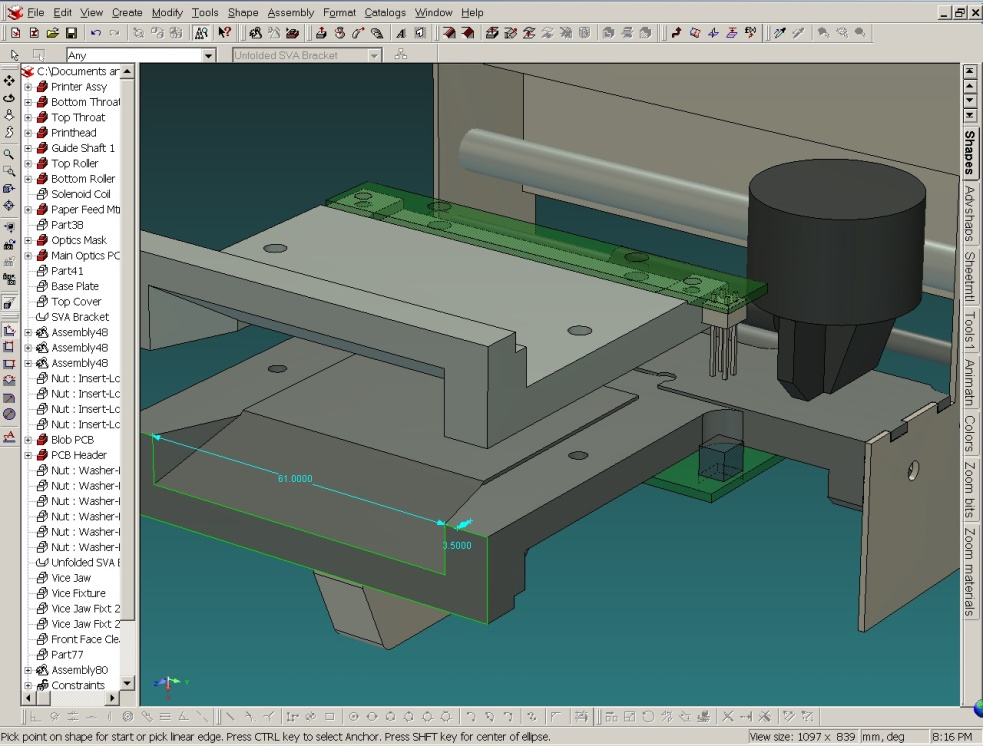 File Edit View Create Modify Tools Shape Assembly Format Catalogs Window Help
Any
Unfolded SVA Bracket
C:\Documents ar
Printer Assy
Bottom Throat
Top Throat
Printhead
Guide Shaft 1
Top Roller
Bottom Roller
Solenoid Coil
Paper Feed Mt
Part38
Optics Mask
Main Optics PC
Part41
Base Plate
Top Cover
SVA Bracket
Assembly48
Assembly48
Assembly48
Nut : Insert-Lc
Nut : Insert-Lc
Nut : Insert-Lc
Nut : Insert-Lc
Blob PCB
PCB Header
Nut : Washer-
Nut : Washer-
Nut : Washer-
Nut : Washer-
Nut : Washer-
Nut : Washer-
Unfolded SVA
Vice Jaw
Vice Fixture
Vice Jaw Fixt 2
Vice Jaw Fixt 2
Front Face Cle
Part77
Assembly80
Constraints
61.0000
3.5000
Shapes
Advshaps
Sheetmtl
Tools1
Animatn
Colors
Zoom bits
Zoom materials
Pick point on shape for start or pick linear edge. Press CTRL key to select Anchor. Press SHIFT key for center of ellipse.
View size: 1097 x 839 mm, deg 8:16 PM